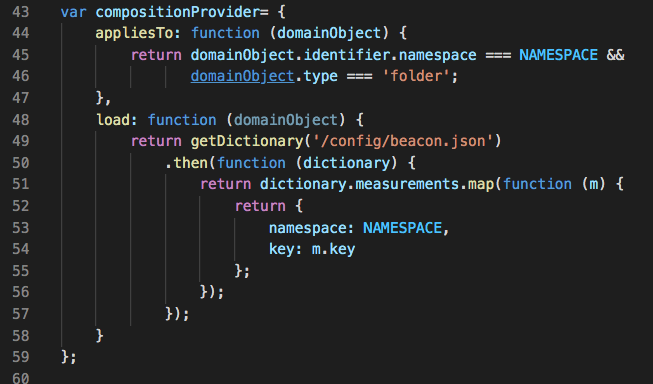 43 var compositionProvider= {
44 appliesTo: function (domainObject) {
45 return domainObject.identifier.namespace === NAMESPACE &&
46 domainObject.type === 'folder';
47 },
48 load: function (domainObject) {
49 return getDictionary('/config/beacon.json')
50 .then(function (dictionary) {
51 return dictionary.measurements.map(function (m) {
52 return {
53 namespace: NAMESPACE,
54 key: m.key
55 };
56 });
57 });
58 }
59 };
60